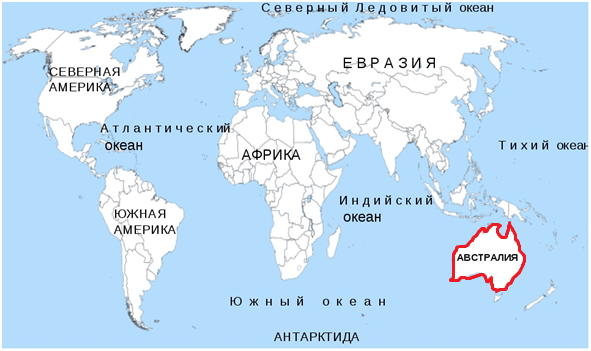 Северный Ледовитый океан
ЕВРАЗИЯ
СЕВЕРНАЯ
АМЕРИКА
Атлантический
океан
Тихий океан
АФРИКА
Индийский
океан
ЮЖНАЯ
АМЕРИКА
АВСТРАЛИЯ
Южный океан
АНТАРКТИДА